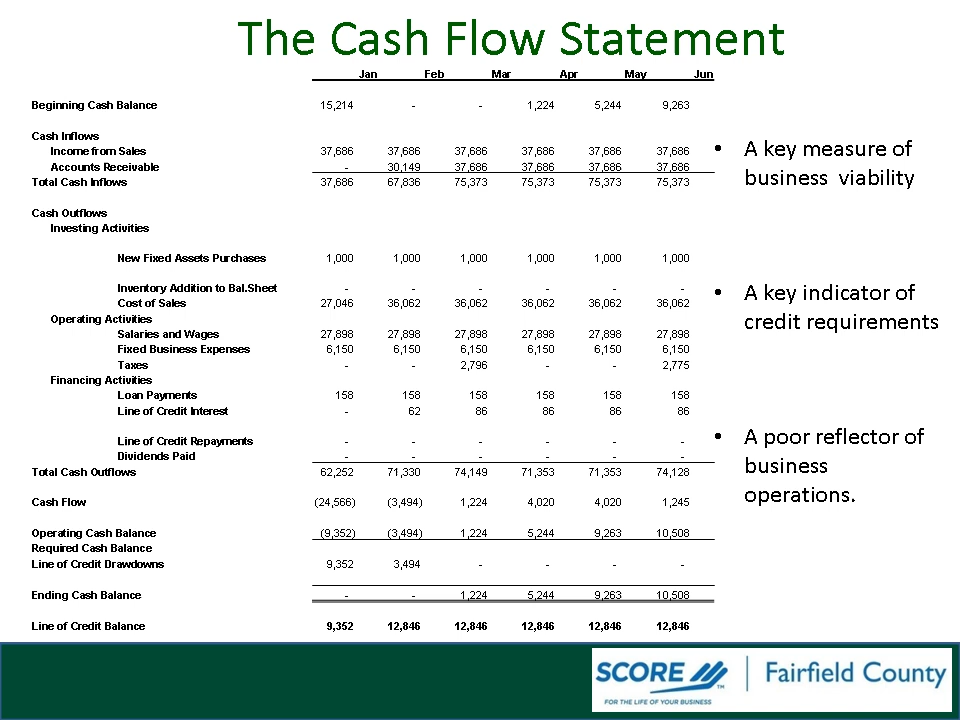 The Cash Flow Statement
Jan Feb Mar Apr May Jun
Beginning Cash Balance 15,214 - - 1,224 5,244 9,263
Cash Inflows
Income from Sales 37,686 37,686 37,686 37,686 37,686 37,686
Accounts Receivable - 30,149 37,686 37,686 37,686 37,686
Total Cash Inflows 37,686 67,836 75,373 75,373 75,373 75,373
Cash Outflows
Investing Activities
New Fixed Assets Purchases 1,000 1,000 1,000 1,000 1,000 1,000
Inventory Addition to Bal.Sheet - - - - - -
Cost of Sales 27,046 36,062 36,062 36,062 36,062 36,062
Operating Activities
Salaries and Wages 27,898 27,898 27,898 27,898 27,898 27,898
Fixed Business Expenses 6,150 6,150 6,150 6,150 6,150 6,150
Taxes - - 2,796 - - 2,775
Financing Activities
Loan Payments 158 158 158 158 158 158
Line of Credit Interest - 62 86 86 86 86
Line of Credit Repayments - - - - - -
Dividends Paid - - - - - -
Total Cash Outflows 62,252 71,330 74,149 71,353 71,353 74,128
Cash Flow (24,566) (3,494) 1,224 4,020 4,020 1,245
Operating Cash Balance (9,352) (3,494) 1,224 5,244 9,263 10,508
Required Cash Balance
Line of Credit Drawdowns 9,352 3,494 - - - -
Ending Cash Balance - - 1,224 5,244 9,263 10,508
Line of Credit Balance 9,352 12,846 12,846 12,846 12,846 12,846
• A key measure of
business viability
• A key indicator of
credit requirements
• A poor reflector of
business
operations.
SCORE TM
FOR THE LIFE OF YOUR BUSINESS
Fairfield County